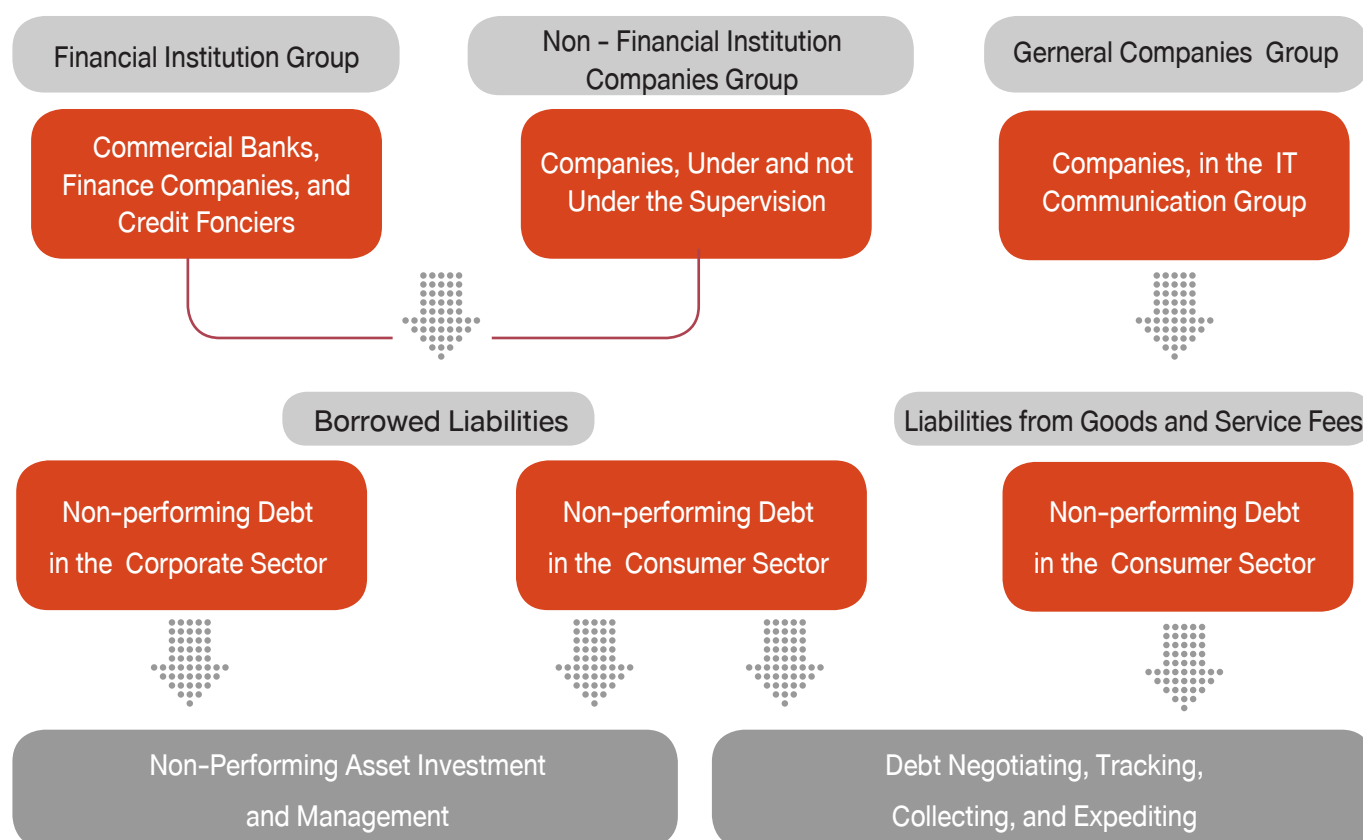 Financial Institution Group
Non - Financial Institution
Companies Group
Gerneral Companies Group
Commercial Banks,
Finance Companies, and
Credit Fonciers
Companies, Under and not
Under the Supervision
Companies, in the IT
Communication Group
Borrowed Liabilities
Liabilities from Goods and Service Fees
Non-performing Debt
in the Corporate Sector
Non-performing Debt
in the Consumer Sector
Non-performing Debt
in the Consumer Sector
Non-Performing Asset Investment
and Management
Debt Negotiating, Tracking,
Collecting, and Expediting